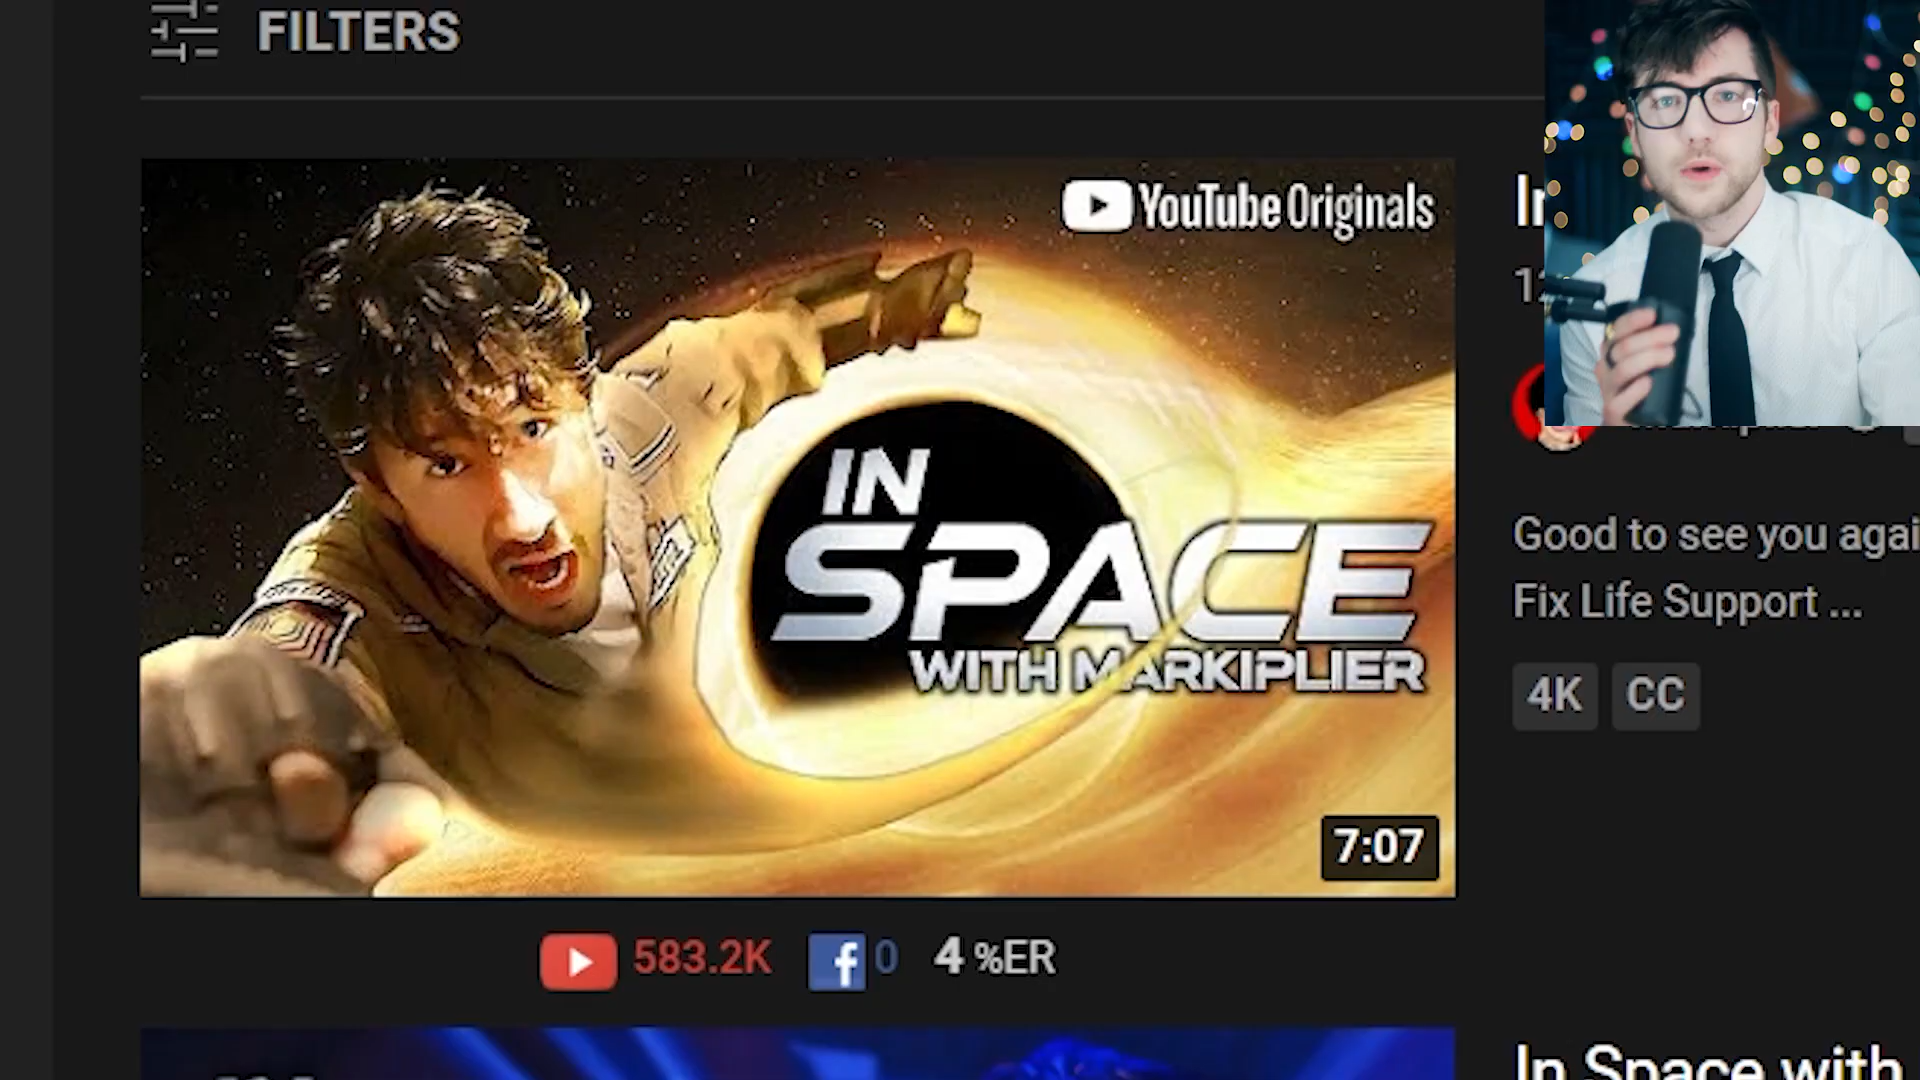 FILTERS
YouTube Originals
IN
SPACE
WITH MARKIPLIER
7:07
Good to see you agai
Fix Life Support ...
4K CC
583.2K 0 4 %ER
In Space with